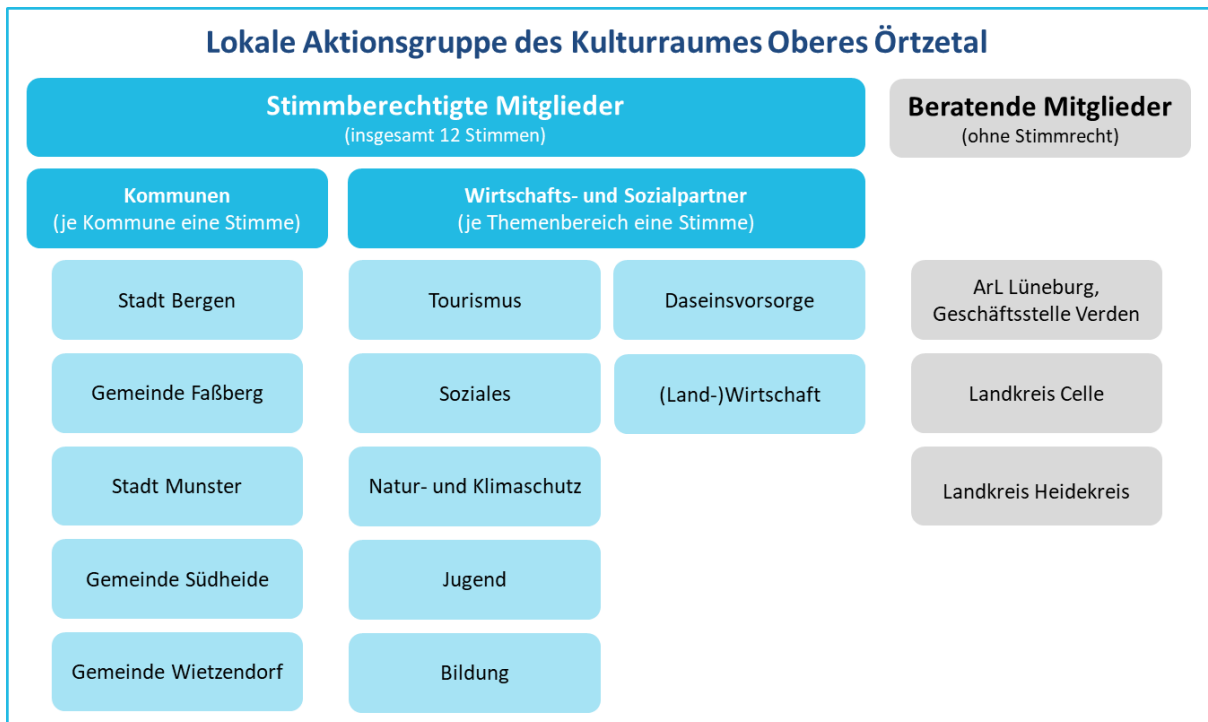 Lokale Aktionsgruppe des Kulturraumes Oberes Örtzetal
Stimmberechtigte Mitglieder
(insgesamt 12 Stimmen)
Beratende Mitglieder
(ohne Stimmrecht)
Kommunen
(je Kommune eine Stimme)
Wirtschafts- und Sozialpartner
(je Themenbereich eine Stimme)
Stadt Bergen
Gemeinde Faßberg
Stadt Munster
Gemeinde Südheide
Gemeinde Wietzendorf
Tourismus
Soziales
Natur- und Klimaschutz
Jugend
Bildung
Daseinsvorsorge
(Land-)Wirtschaft
ArL Lüneburg,
Geschäftsstelle Verden
Landkreis Celle
Landkreis Heidekreis